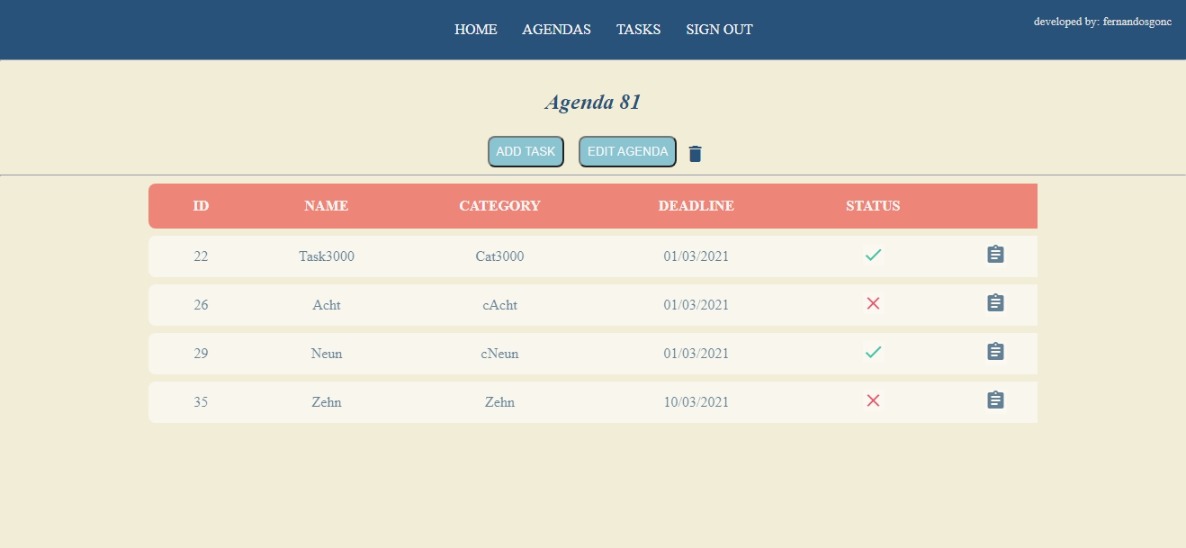 HOME AGENDAS TASKS SIGN OUT developed by: fernandosgonc
Agenda 81
ADD TASK EDIT AGENDA
ID NAME CATEGORY DEADLINE STATUS
22 Task3000 Cat3000 01/03/2021
26 Acht cAcht 01/03/2021
29 Neun cNeun 01/03/2021
35 Zehn Zehn 10/03/2021